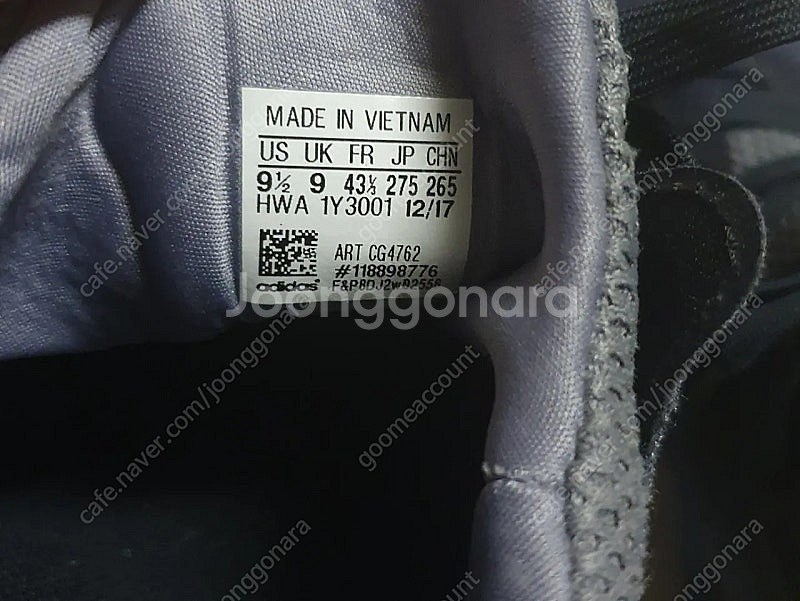 MADE IN VIETNAM
US UK FR JP CHN
9½ 9 43⅓ 275 265
HWA 1Y3001 12/17
ART CG4762
#118898776
adidas
Joonggonara
cafe.naver.com/joonggonara
goomeaccount